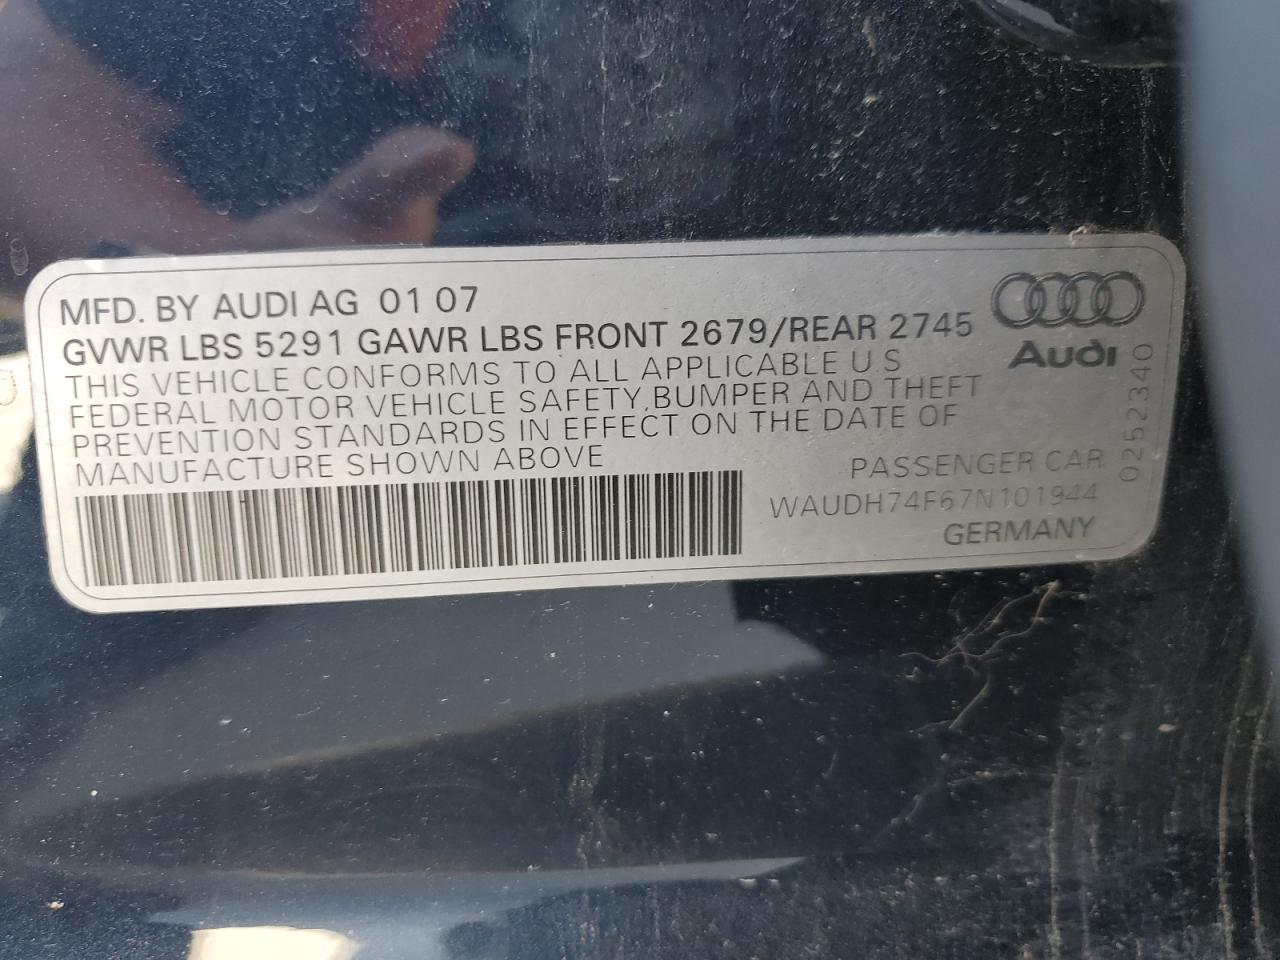 MFD. BY AUDI AG 01 07
GVWR LBS 5291 GAWR LBS FRONT 2679/REAR 2745
THIS VEHICLE CONFORMS TO ALL APPLICABLE U.S
FEDERAL MOTOR VEHICLE SAFETY,BUMPER AND THEFT
PREVENTION STANDARDS IN EFFECT ON THE DATE OF
MANUFACTURE SHOWN ABOVE
PASSENGER CAR
WAUDH74F67N101944
GERMANY
Audi
0252340